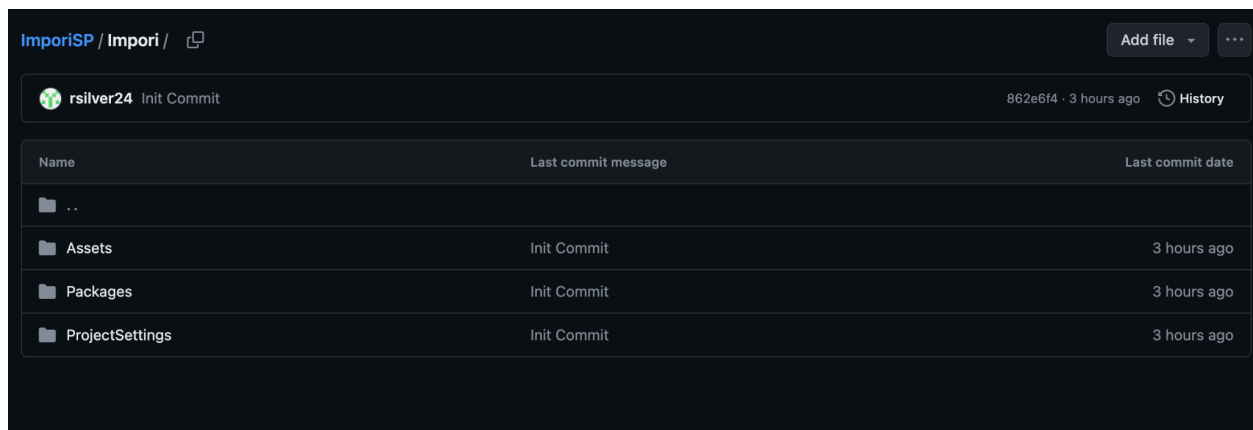 ImporiSP / Impori /
Add file
rsilver24 Init Commit
862e6f4 · 3 hours ago History
Name Last commit message Last commit date
..
Assets Init Commit 3 hours ago
Packages Init Commit 3 hours ago
ProjectSettings Init Commit 3 hours ago